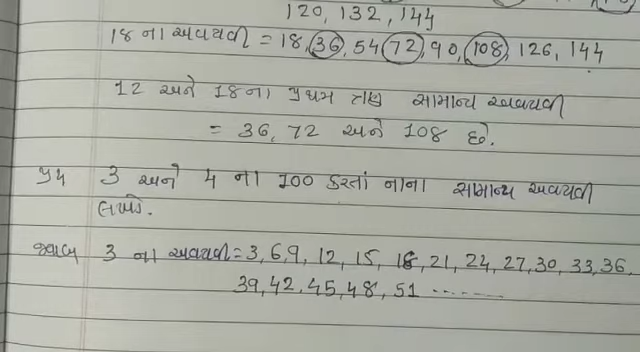 120, 132, 144
18 ના અવયવી = 18, 36, 54, 72, 90, 108, 126, 144
12 અને 18 ના પ્રથમ ત્રણ સામાન્ય અવયવી
= 36, 72 અને 108 છે.
પ્ર 5 3 અને 4 ના 100 કરતાં નાના સામાન્ય અવયવી
લખો.
જવાબ 3 ના અવયવી = 3, 6, 9, 12, 15, 18, 21, 24, 27, 30, 33, 36,
39, 42, 45, 48, 51 .......